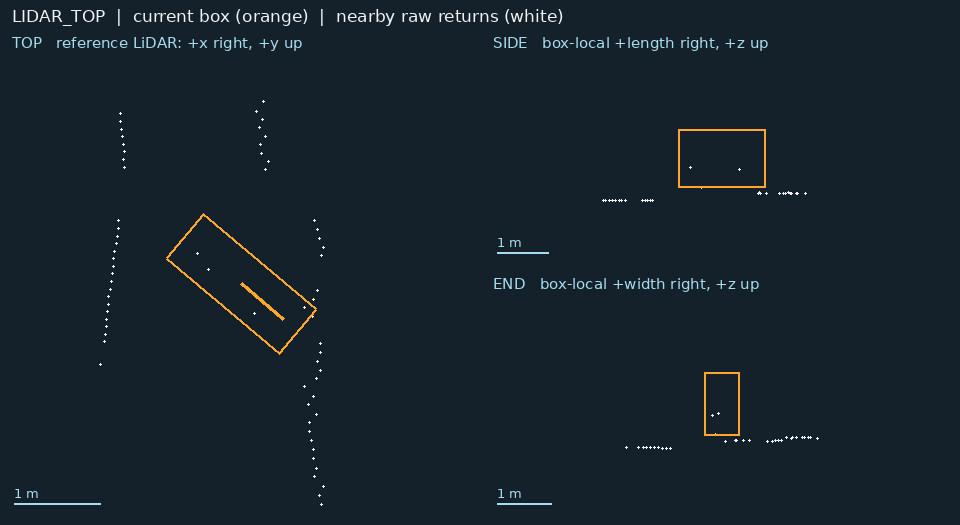 LIDAR_TOP | current box (orange) | nearby raw returns (white)
TOP reference LiDAR: +x right, +y up
SIDE box-local +length right, +z up
1 m
END box-local +width right, +z up
1 m
1 m